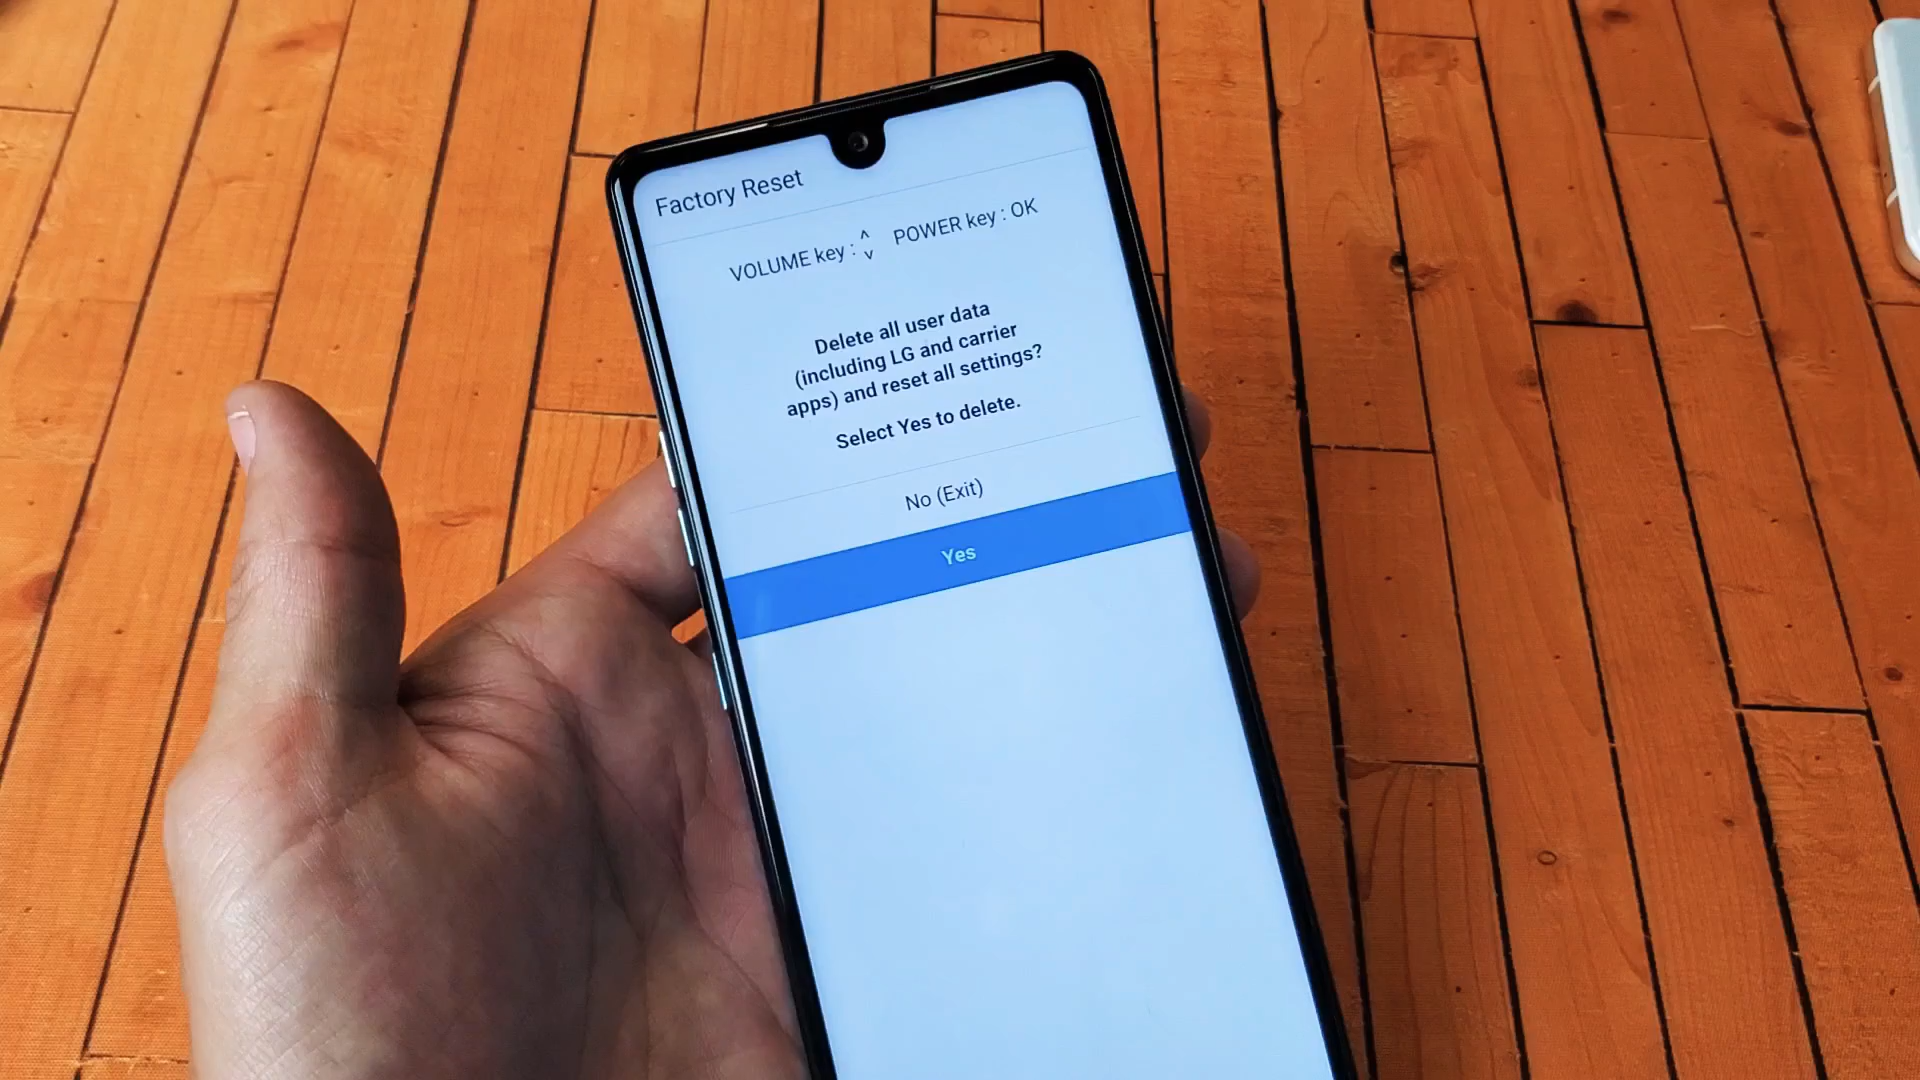 Factory Reset
VOLUME key : ^ v POWER key : OK
Delete all user data
(including LG and carrier
apps) and reset all settings?
Select Yes to delete.
No (Exit)
Yes